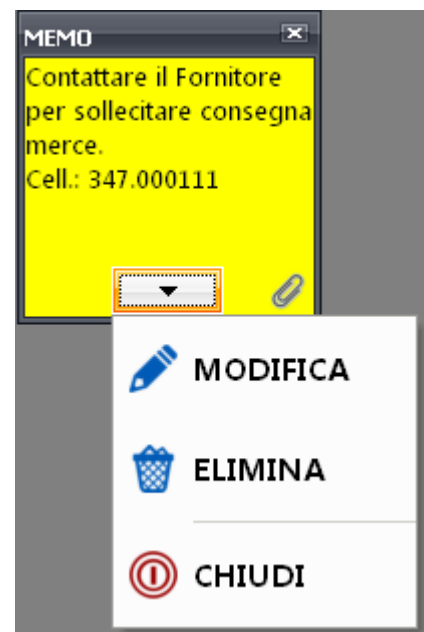 MEMO
Contattare il Fornitore
per sollecitare consegna
merce.
Cell.: 347.000111
MODIFICA
ELIMINA
CHIUDI